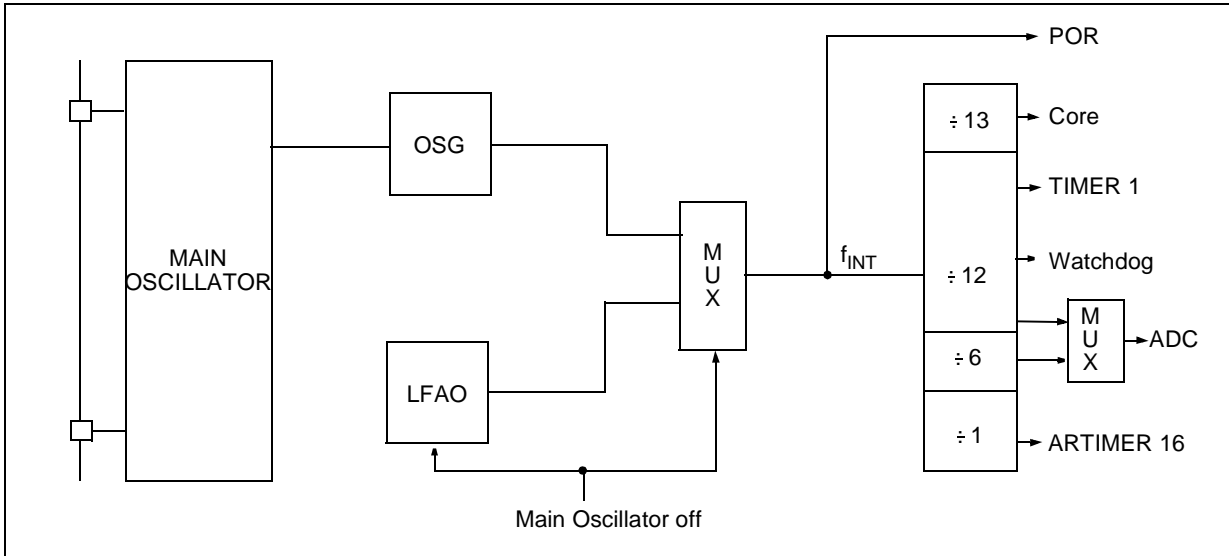 POR
÷ 13
Core
OSG
TIMER 1
MAIN
OSCILLATOR
M
U
X
f_INT
÷ 12
Watchdog
M
U
X
ADC
÷ 6
LFAO
÷ 1
ARTIMER 16
Main Oscillator off